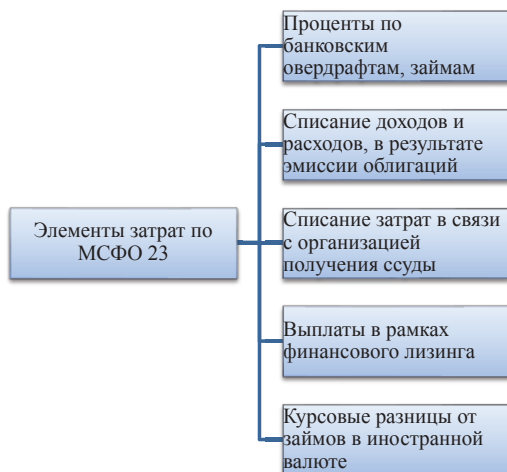 Проценты по
банковским
овердрафтам, займам
Списание доходов и
расходов, в результате
эмиссии облигаций
Элементы затрат по
МСФО 23
Списание затрат в связи
с организацией
получения ссуды
Выплаты в рамках
финансового лизинга
Курсовые разницы от
займов в иностранной
валюте